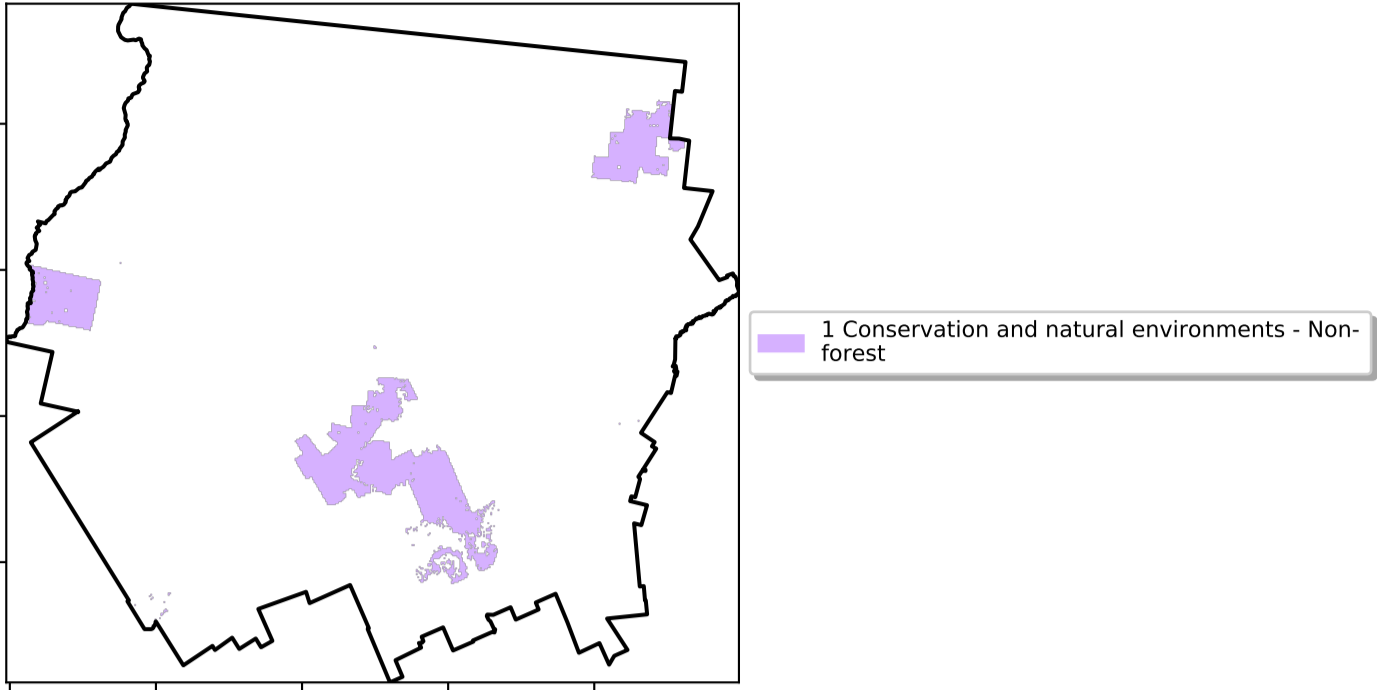 1 Conservation and natural environments - Non-
forest